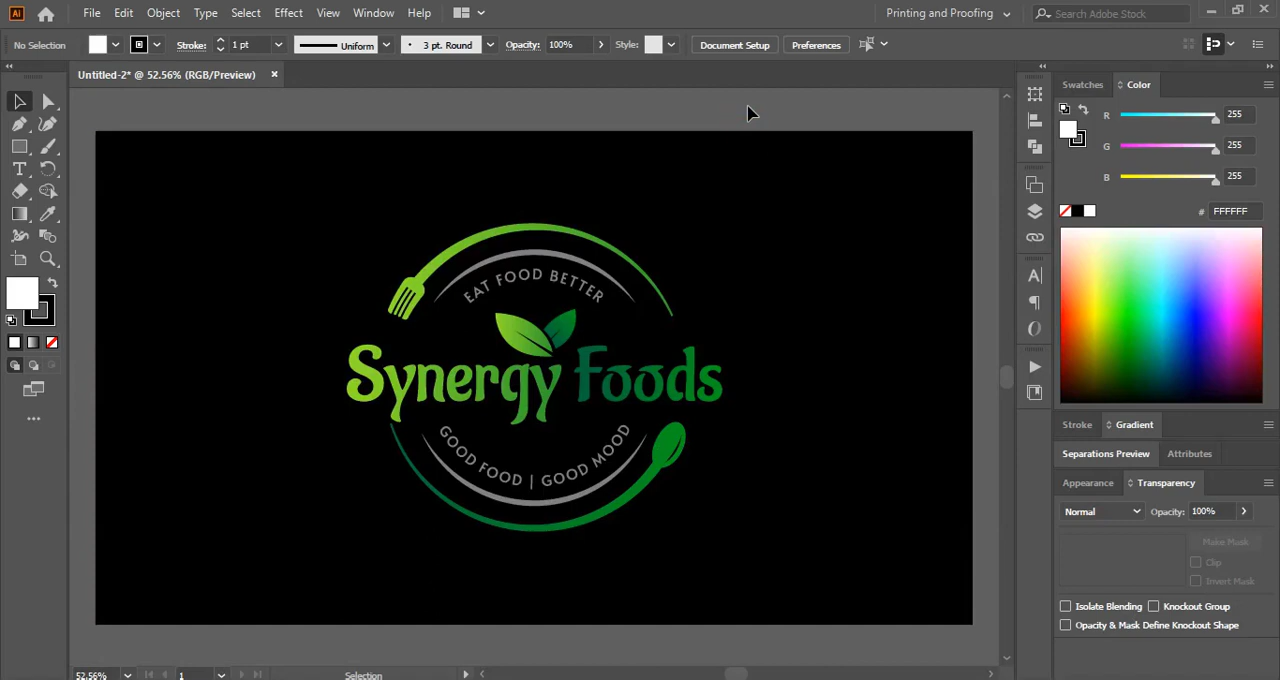 Ai
File Edit Object Type Select Effect View Window Help
Printing and Proofing
Search Adobe Stock
No Selection
Stroke:
1 pt
Uniform
3 pt. Round
Opacity:
100%
Style:
Document Setup
Preferences
Untitled-2* @ 52.56% (RGB/Preview)
Swatches
Color
R
255
G
255
B
255
# FFFFFF
EAT FOOD BETTER
Synergy Foods
GOOD FOOD | GOOD MOOD
Stroke
Gradient
Separations Preview
Attributes
Appearance
Transparency
Normal
Opacity:
100%
Make Mask
Clip
Invert Mask
Isolate Blending
Knockout Group
Opacity & Mask Define Knockout Shape
52.56%
1
Selection